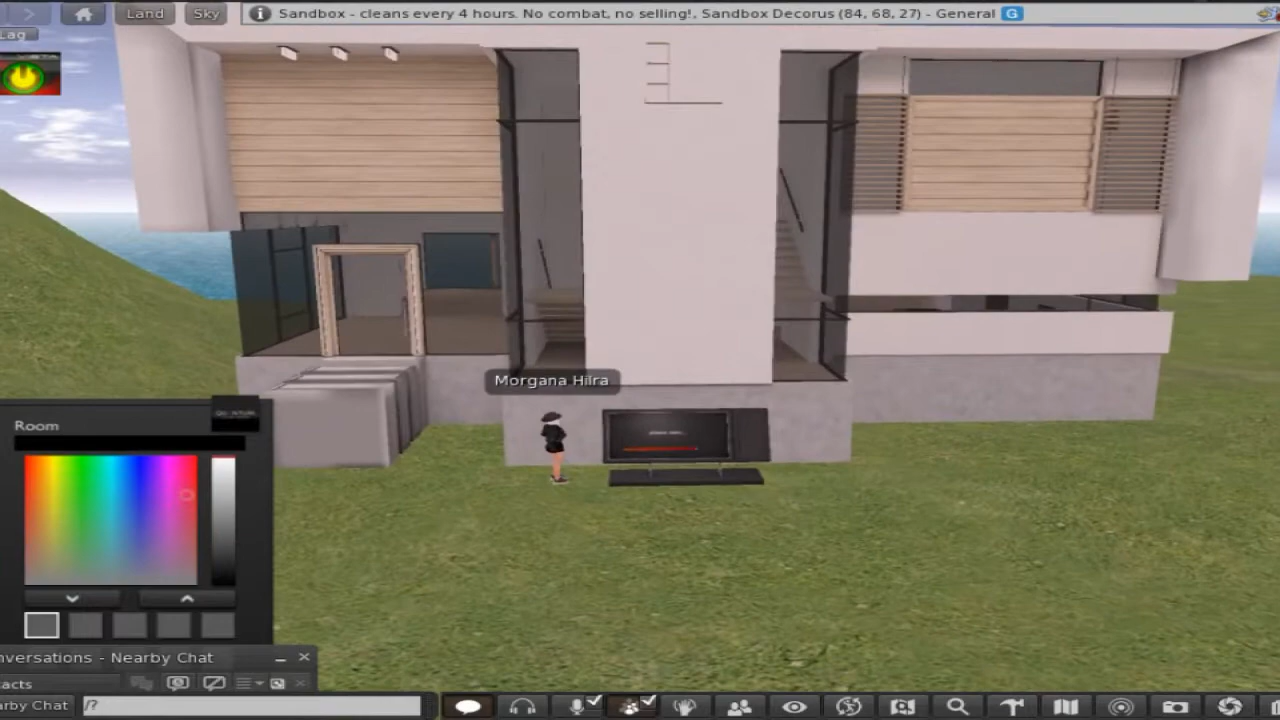 Land Sky Sandbox - cleans every 4 hours. No combat, no selling!, Sandbox Decorus (84, 68, 27) - General G
Lag
Morgana Hilra
Room
nversations - Nearby Chat
acts
rby Chat /?